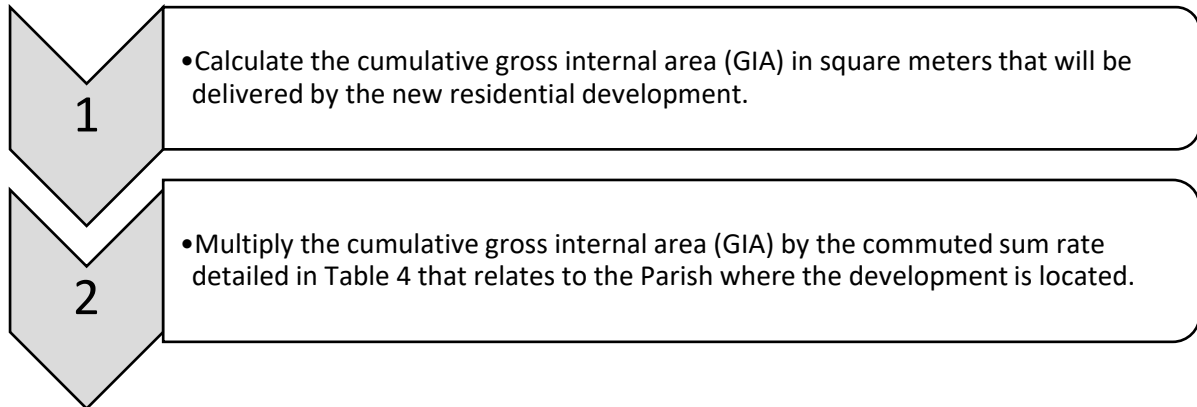 1
•Calculate the cumulative gross internal area (GIA) in square meters that will be
delivered by the new residential development.
2
•Multiply the cumulative gross internal area (GIA) by the commuted sum rate
detailed in Table 4 that relates to the Parish where the development is located.